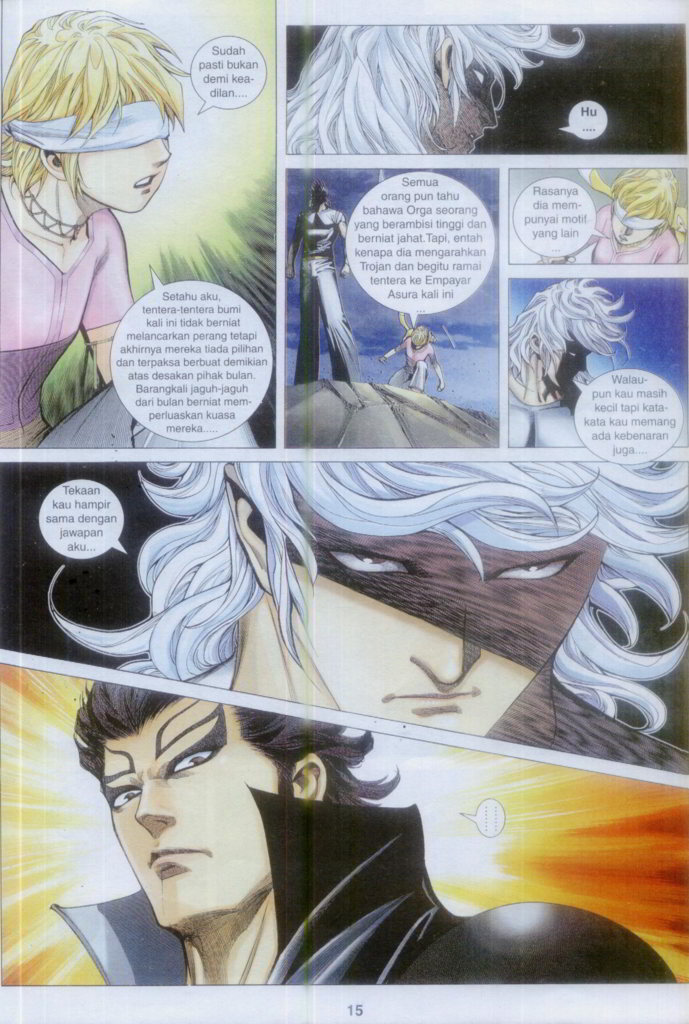 Sudah
pasti bukan
demi kea-
dilan....
Setahu aku,
tentera-tentera bumi
kali ini tidak berniat
melancarkan perang tetapi
akhirnya mereka tiada pilihan
dan terpaksa berbuat demikian
atas desakan pihak bulan.
Barangkali jaguh-jaguh
dari bulan berniat mem-
perluaskan kuasa
mereka.....
Hu
....
Semua
orang pun tahu
bahawa Orga seorang
yang berambisi tinggi dan
berniat jahat.Tapi, entah
kenapa dia mengarahkan
Trojan dan begitu ramai
tentera ke Empayar
Asura kali ini
...
Rasanya
dia mem-
punyai motif
yang lain
...
Walau-
pun kau masih
kecil tapi kata-
kata kau memang
ada kebenaran
juga....
Tekaan
kau hampir
sama dengan
jawapan
aku...
......
15